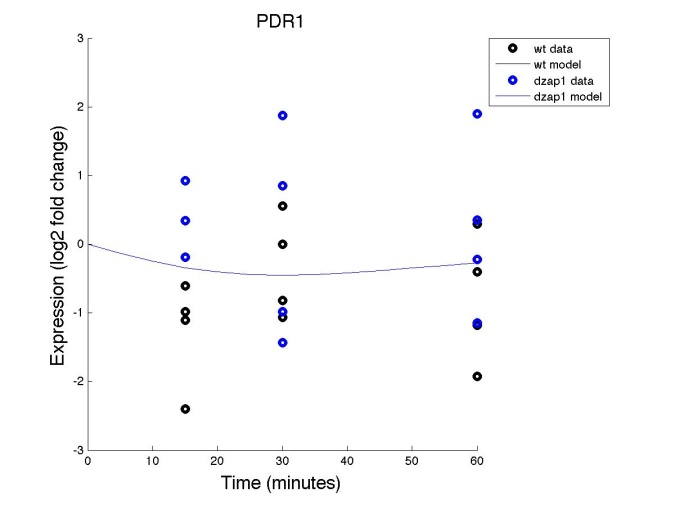 PDR1
wt data
wt model
dzap1 data
dzap1 model
Expression (log2 fold change)
3
2
1
0
-1
-2
-3
0 10 20 30 40 50 60
Time (minutes)